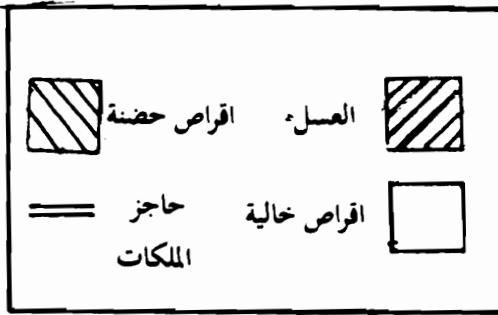 العسل
اقراص حضنة
اقراص خالية
حاجز
الملكات